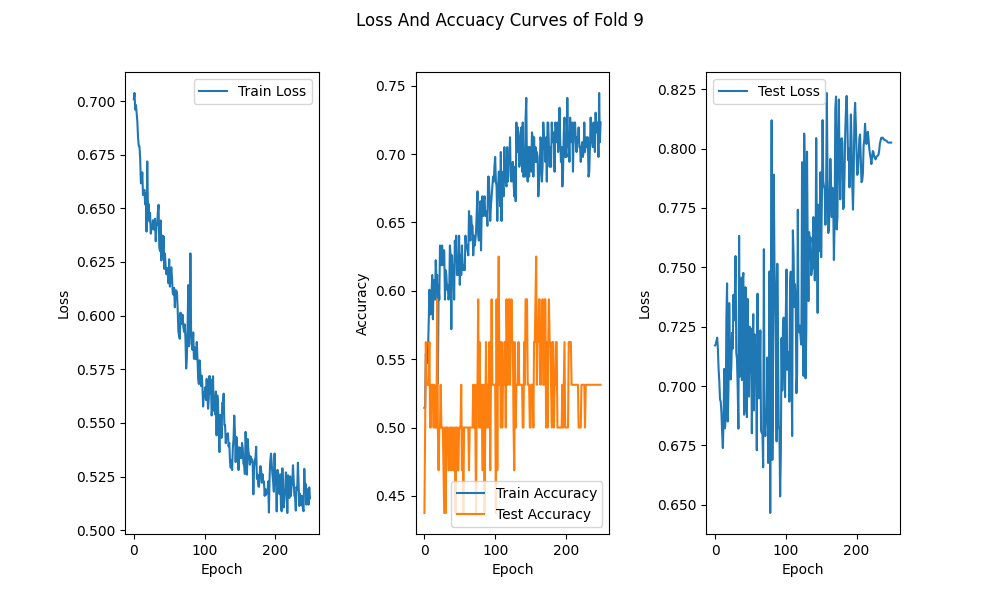 Loss And Accuacy Curves of Fold 9
Train Loss
0.700
0.675
0.650
0.625
0.600
0.575
0.550
0.525
0.500
Loss
0 100 200
Epoch
0.75
0.70
0.65
0.60
0.55
0.50
0.45
Accuracy
Train Accuracy
Test Accuracy
0 100 200
Epoch
Test Loss
0.825
0.800
0.775
0.750
0.725
0.700
0.675
0.650
Loss
0 100 200
Epoch